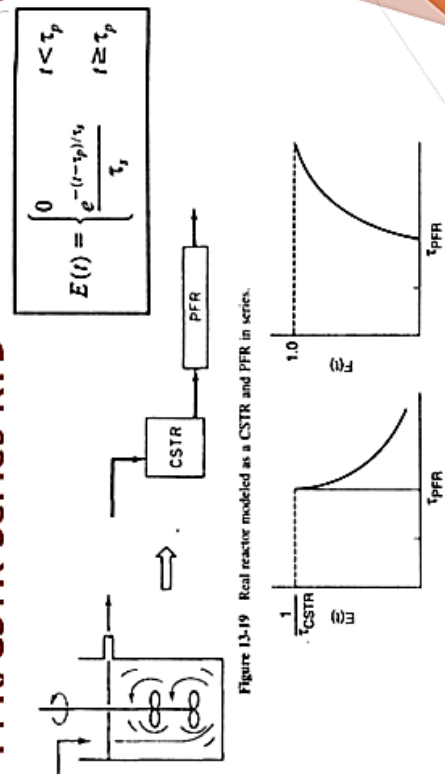 PFR/CSTR Series RTD
E(t) = { 0    t < τp
e^−(t−τp)/τs / τs    t ≥ τp
CSTR
PFR
Figure 13-19 Real reactor modeled as a CSTR and PFR in series.
1/τCSTR
E(t)
τPFR
1.0
F(t)
τPFR